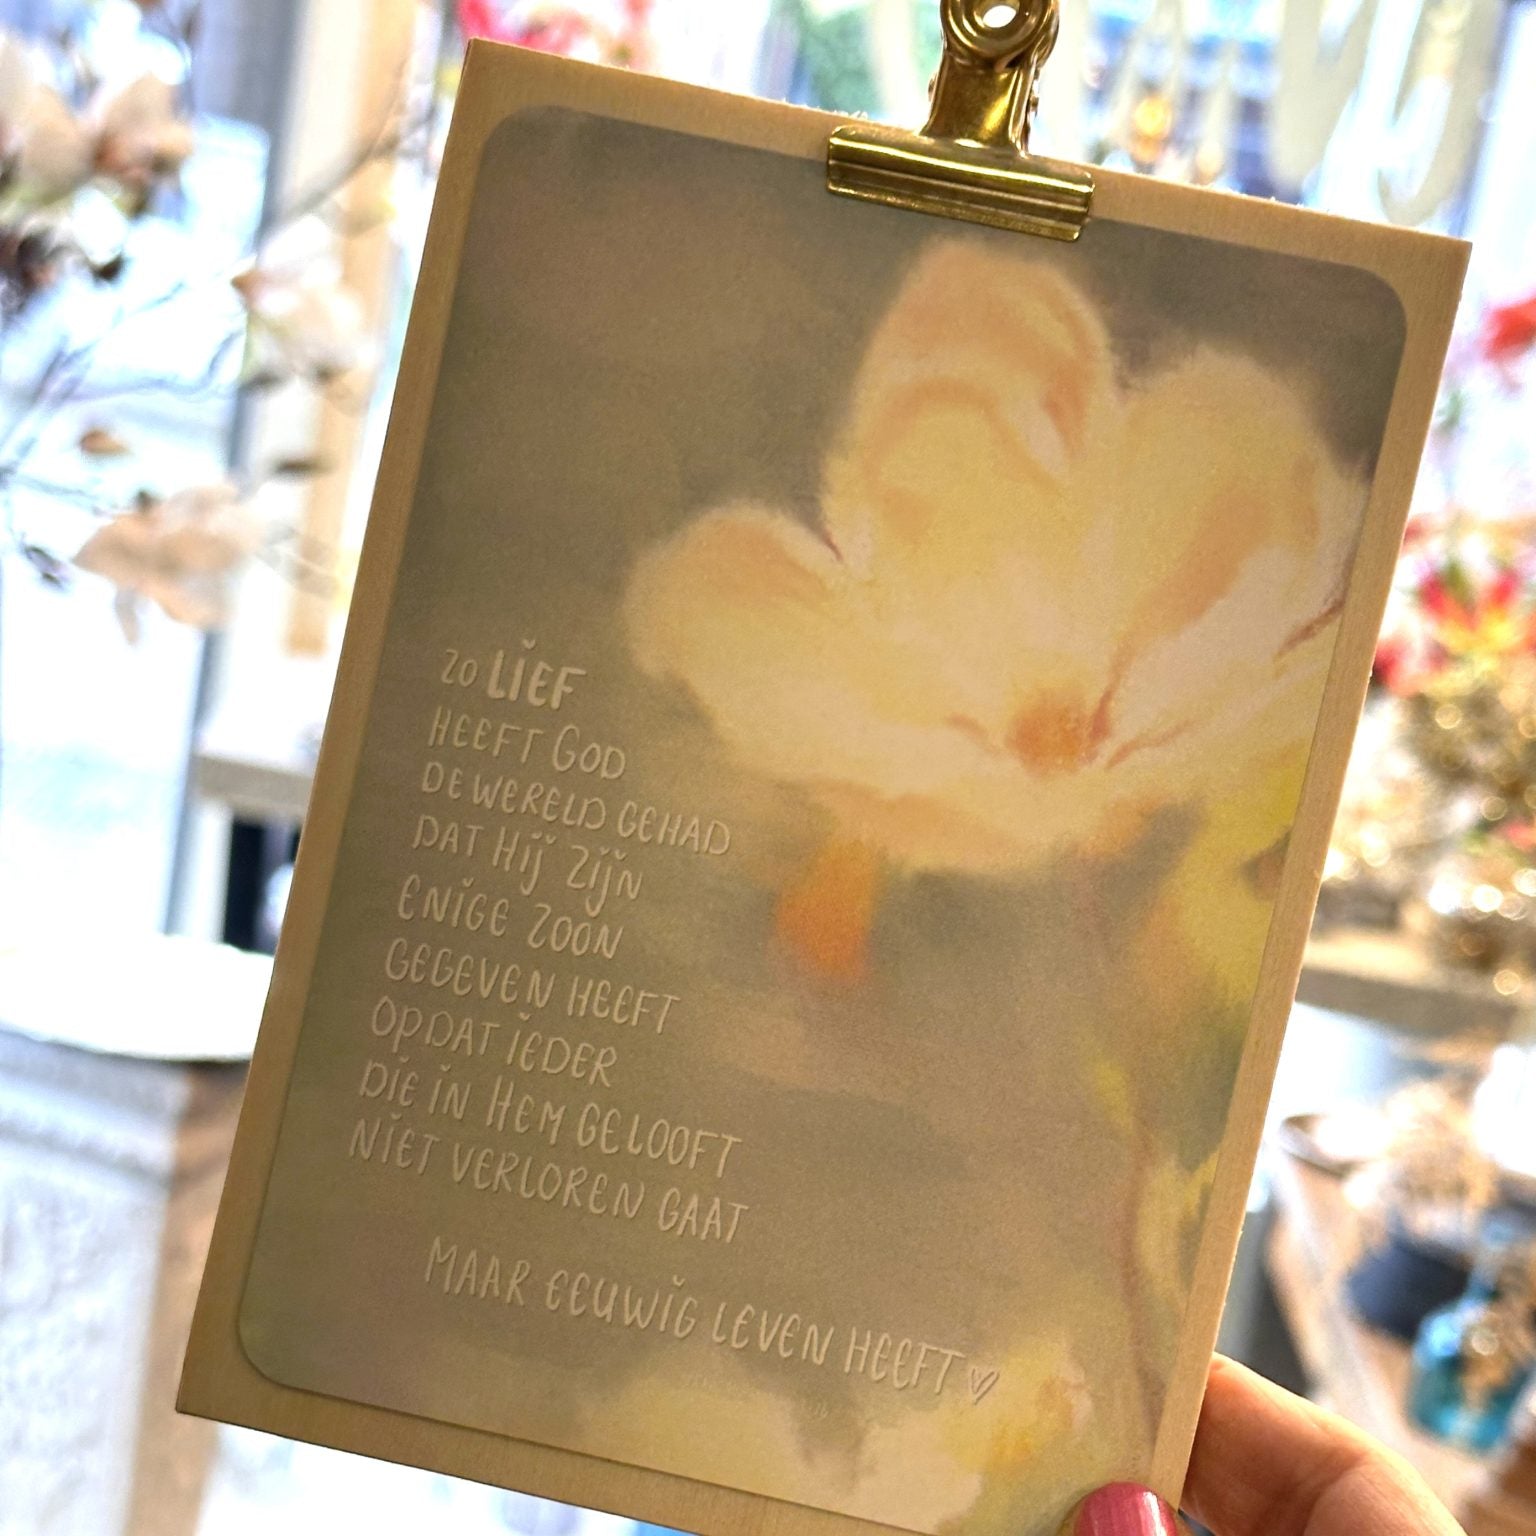 zo LIEF
HEEFT GOD
DE WERELD GEHAD
DAT HIJ ZIJN
ENIGE ZOON
GEGEVEN HEEFT
OPDAT IEDER
DIE IN HEM GELOOFT
NIET VERLOREN GAAT
MAAR EEUWIG LEVEN HEEFT ♡